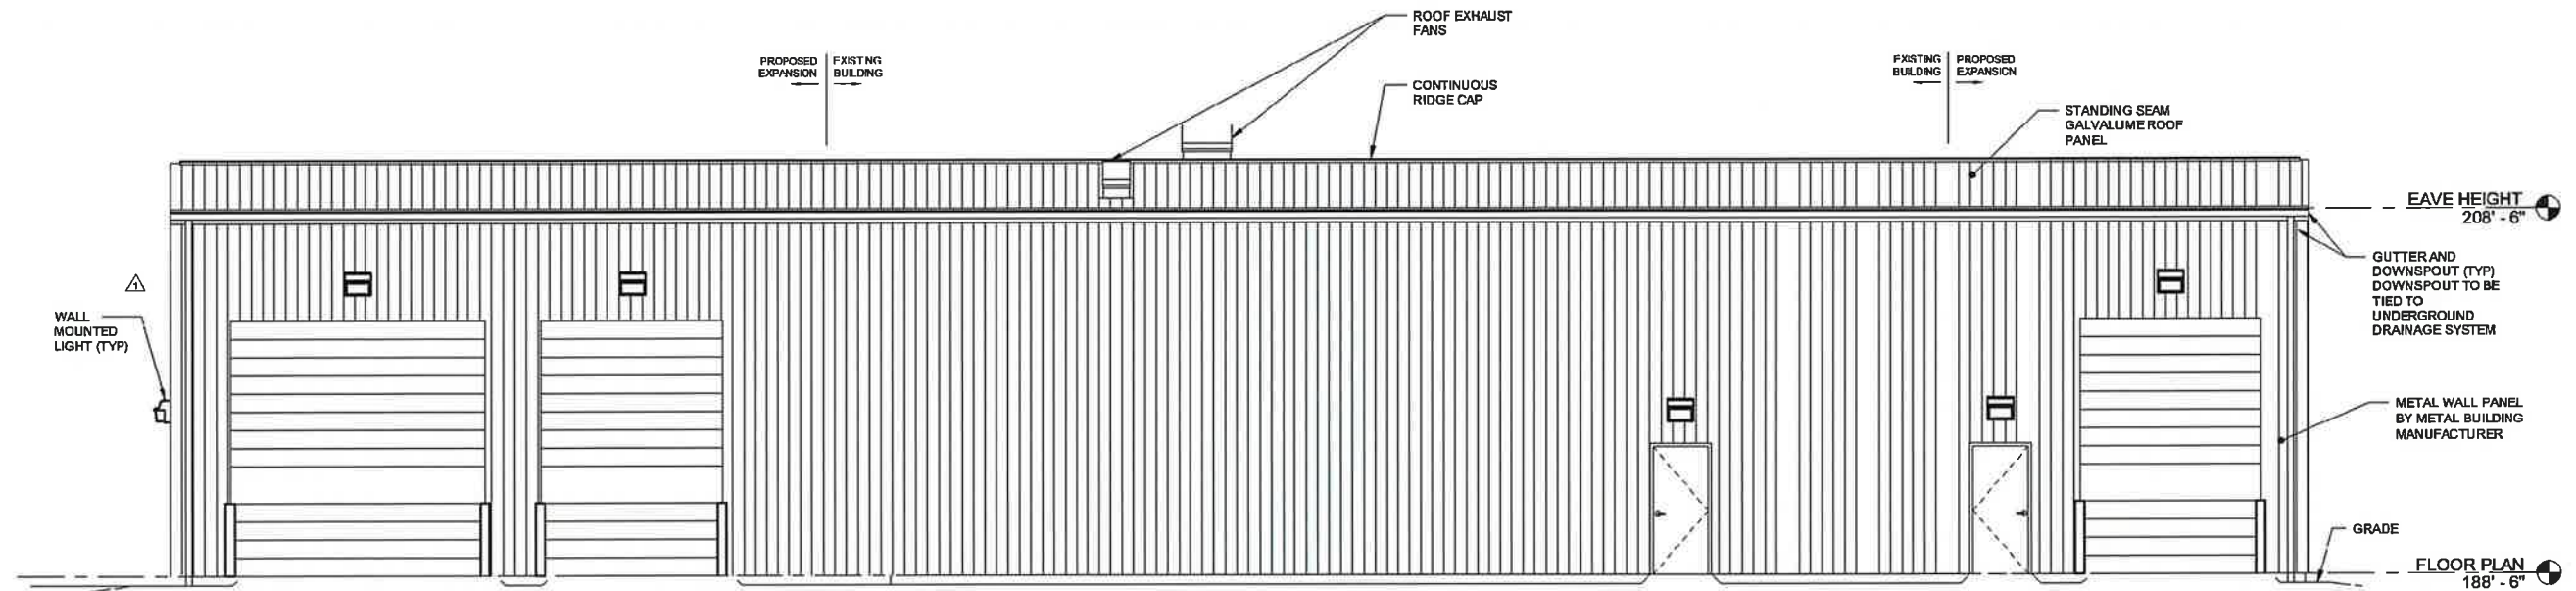 ROOF EXHAUST
FANS
PROPOSED
EXPANSION
EXISTING
BUILDING
CONTINUOUS
RIDGE CAP
EXISTING
BUILDING
PROPOSED
EXPANSION
STANDING SEAM
GALVALUME ROOF
PANEL
EAVE HEIGHT
208' - 6"
GUTTER AND
DOWNSPOUT (TYP)
DOWNSPOUT TO BE
TIED TO
UNDERGROUND
DRAINAGE SYSTEM
1
WALL
MOUNTED
LIGHT (TYP)
METAL WALL PANEL
BY METAL BUILDING
MANUFACTURER
GRADE
FLOOR PLAN
188' - 6"